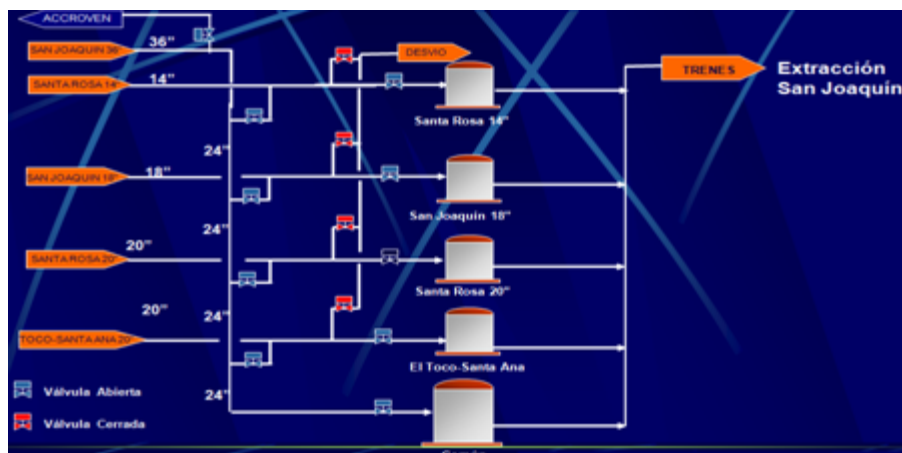 ACCROVEN
SAN JOAQUIN 36"
36"
DESVIO
SANTA ROSA 14"
14"
TRENES
Extracción
San Joaquín
Santa Rosa 14"
24"
SAN JOAQUIN 18"
18"
San Joaquín 18"
24"
SANTA ROSA 20"
20"
Santa Rosa 20"
24"
20"
TOCO-SANTA ANA 20"
El Toco-Santa Ana
24"
Válvula Abierta
Válvula Cerrada